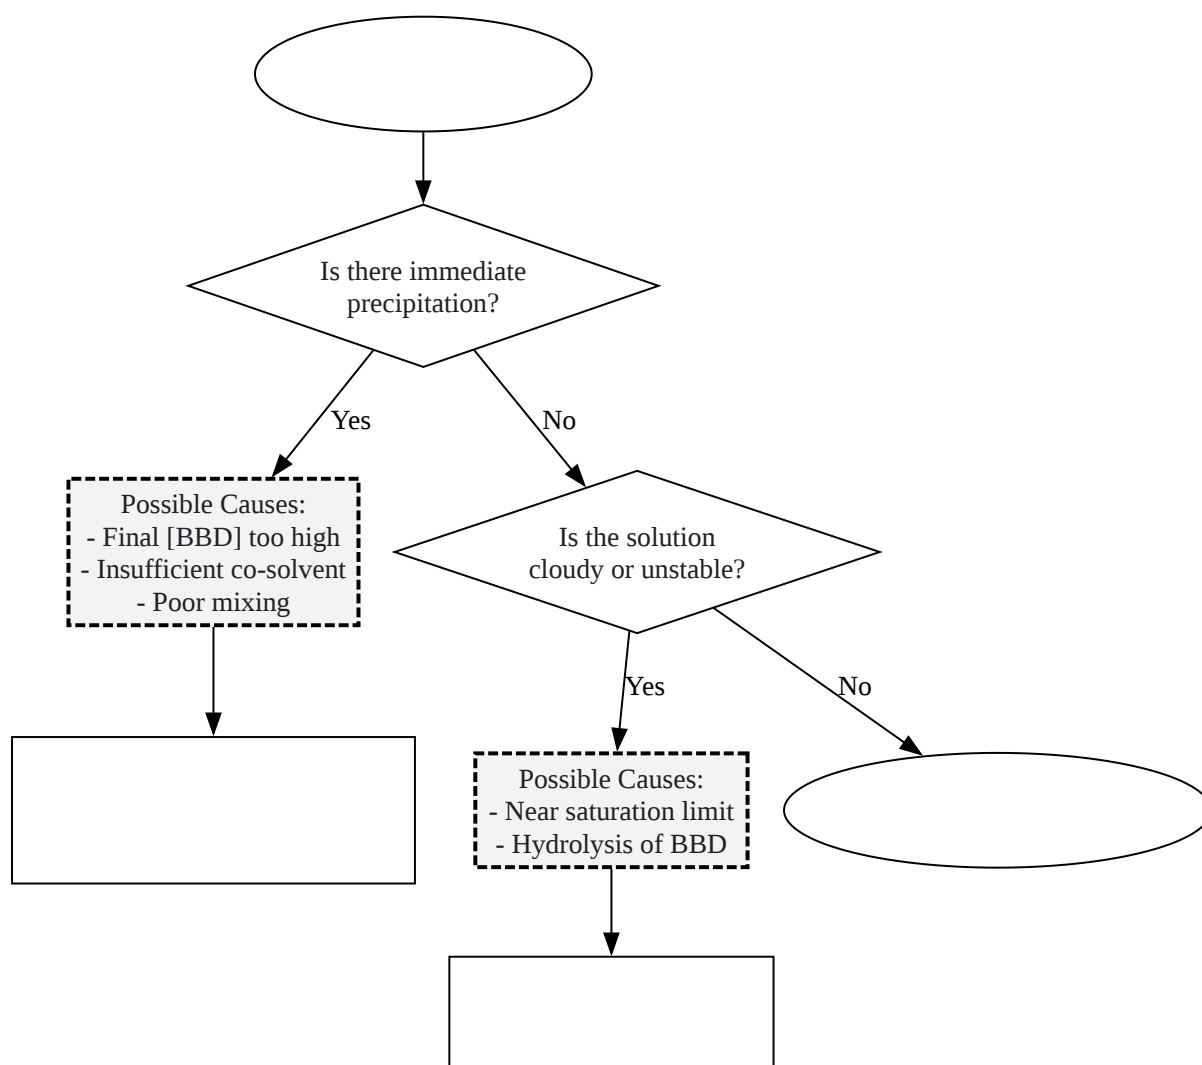 Is there immediate
precipitation?
Yes
No
Possible Causes:
- Final [BBD] too high
- Insufficient co-solvent
- Poor mixing
Is the solution
cloudy or unstable?
Yes
No
Possible Causes:
- Near saturation limit
- Hydrolysis of BBD